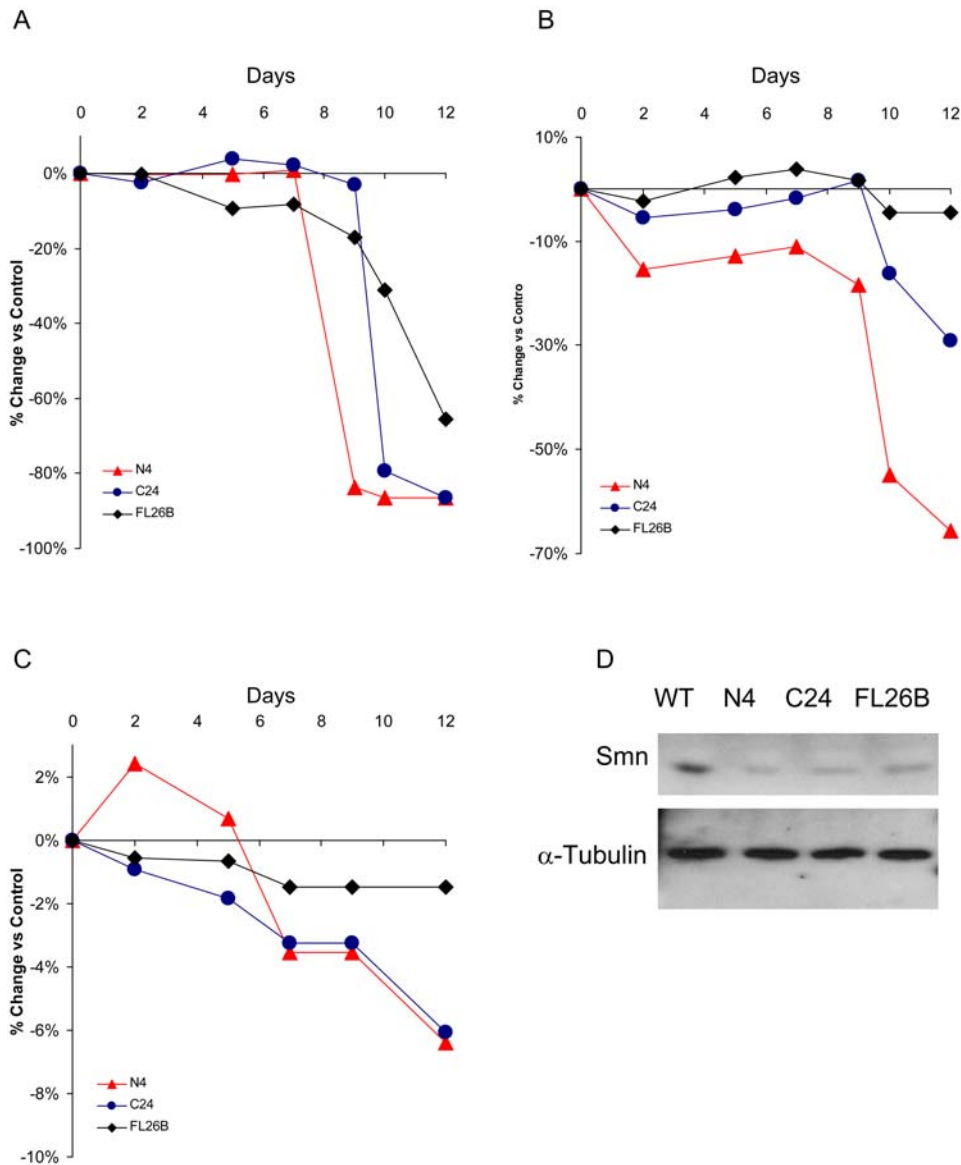 A
Days
0 2 4 6 8 10 12
0%
-20%
-40%
-60%
-80%
-100%
% Change vs Control
N4
C24
FL26B
B
Days
0 2 4 6 8 10 12
10%
-10%
-30%
-50%
-70%
% Change vs Contro
N4
C24
FL26B
C
Days
0 2 4 6 8 10 12
2%
0%
-2%
-4%
-6%
-8%
-10%
% Change vs Control
N4
C24
FL26B
D
WT N4 C24 FL26B
Smn
α-Tubulin